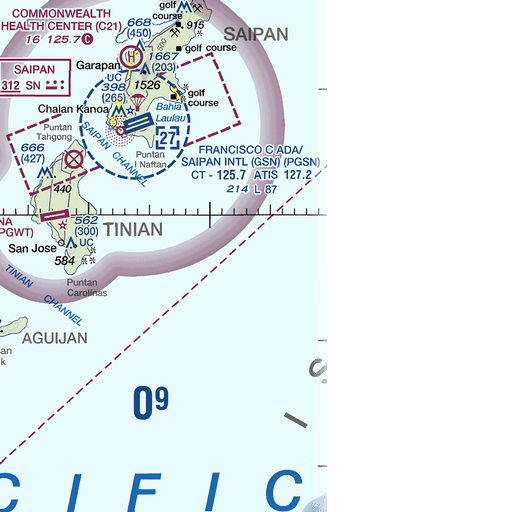 COMMONWEALTH
HEALTH CENTER (C21)
16 125.7 C
668
(450)
golf
course
915
500
golf course
SAIPAN
Garapan
H
1667
(203)
SAIPAN
312 SN
UC
398
(265)
1526
golf
course
Chalan Kanoa
Bahia
Laulau
Puntan
Tahgong
SAIPAN CHANNEL
[27]
Puntan
I Naftan
FRANCISCO C ADA/
SAIPAN INTL (GSN) (PGSN)
CT - 125.7 ATIS 127.2
214 L 87
666
(427)
440
NA
PGWT)
562
(300)
UC
TINIAN
San Jose
584
TINIAN CHANNEL
Puntan
Carolinas
AGUIJAN
an
k
0⁹
I S
C I F I C